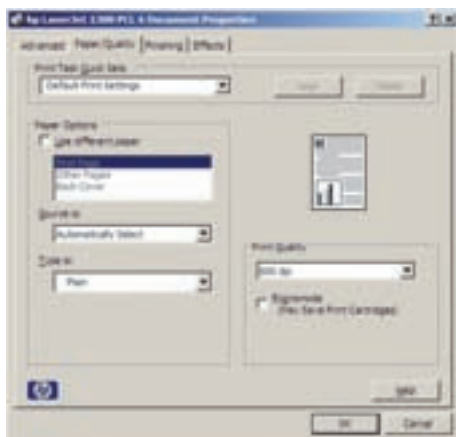 hp LaserJet 1300 PCL 6 Document Properties
Advanced Paper/Quality Finishing Effects
Print Task Quick Sets
Default Print Settings
Paper Options
Use different paper
First Page
Other Pages
Back Cover
Source is:
Automatically Select
Type is:
Plain
Print Quality
600 dpi
EconoMode
(May Save Print Cartridges)
hp
Help
OK Cancel